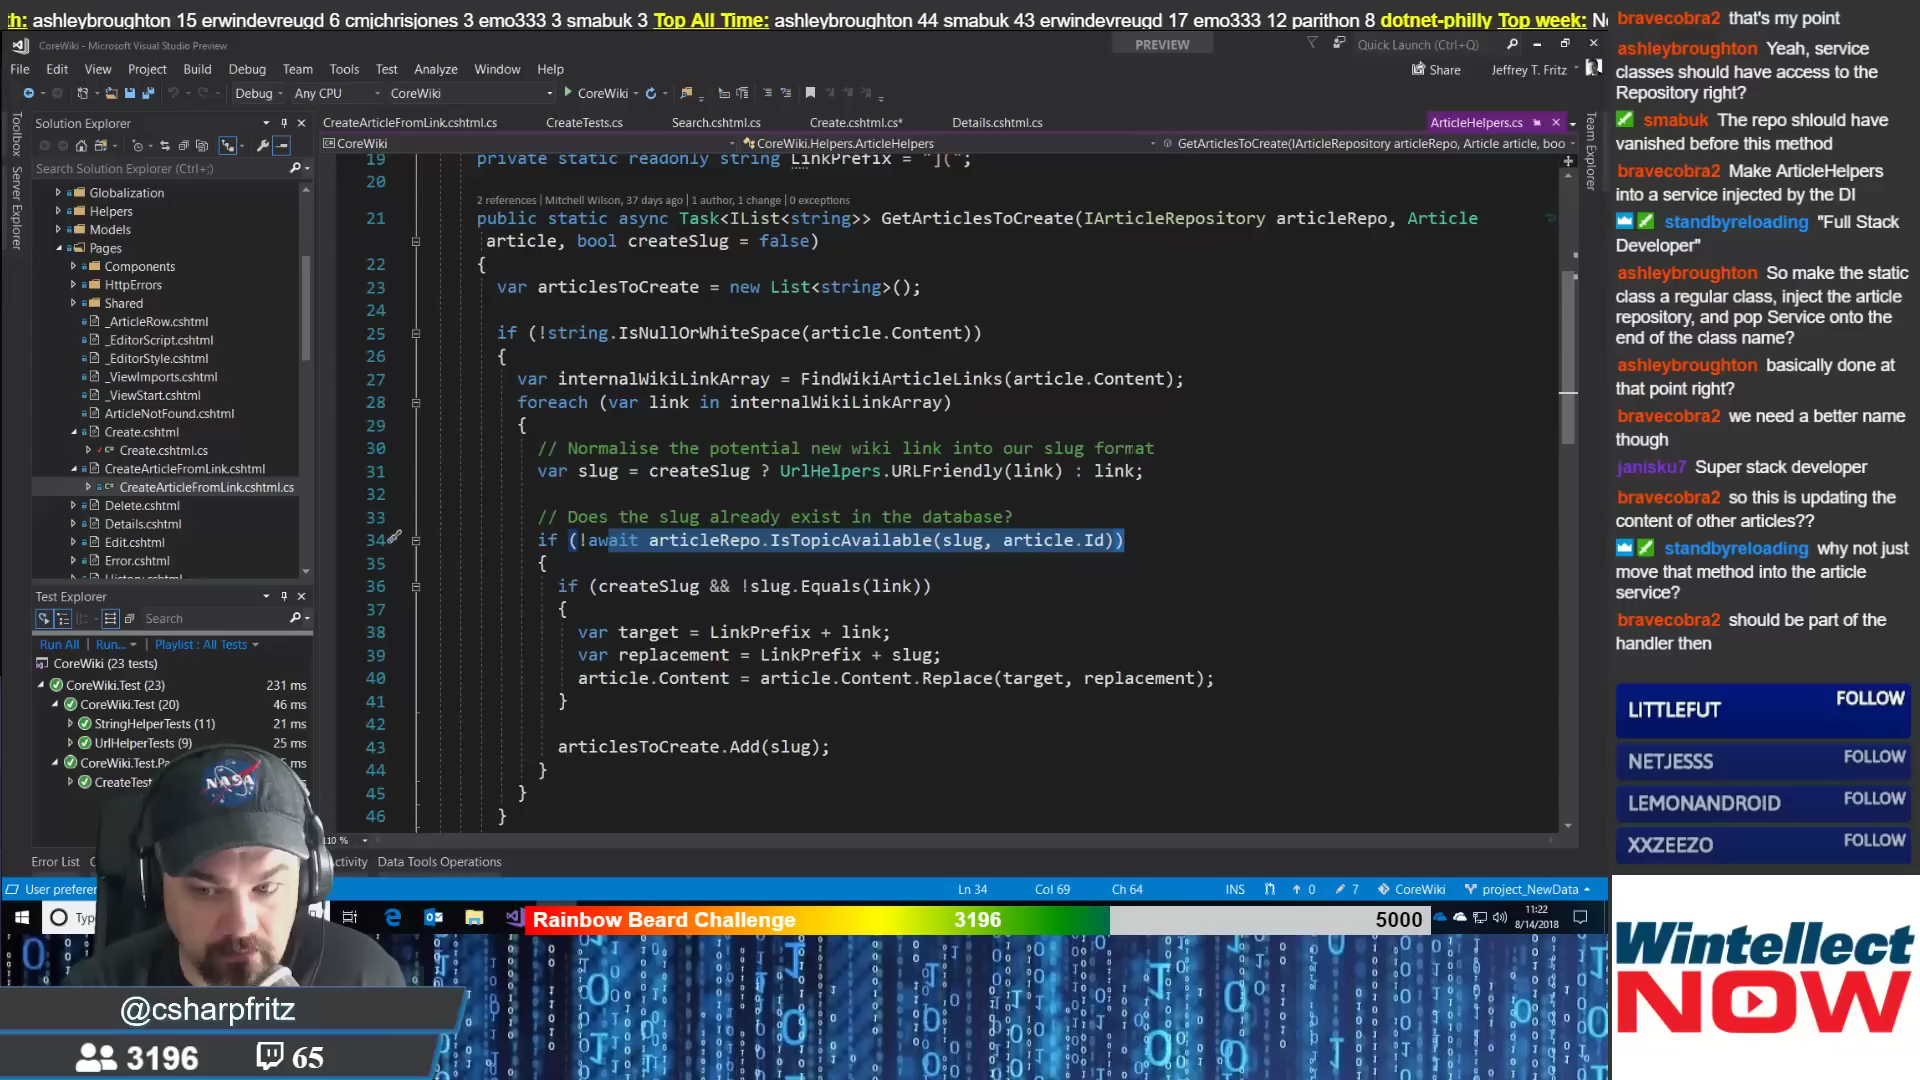 th: ashleybroughton 15 erwindevreugd 6 cmjchrisjones 3 emo333 3 smabuk 3 Top All Time: ashleybroughton 44 smabuk 43 erwindevreugd 17 emo333 12 parithon 8 dotnet-philly Top week:
CoreWiki - Microsoft Visual Studio Preview
PREVIEW
Quick Launch (Ctrl+Q)
File Edit View Project Build Debug Team Tools Test Analyze Window Help
Share
Jeffrey T. Fritz
Debug Any CPU CoreWiki CoreWiki
Toolbox
Server Explorer
Team Explorer
Solution Explorer
Search Solution Explorer (Ctrl+;)
Globalization
Helpers
Models
Pages
Components
HttpErrors
Shared
_ArticleRow.cshtml
_EditorScript.cshtml
_EditorStyle.cshtml
_ViewImports.cshtml
_ViewStart.cshtml
ArticleNotFound.cshtml
Create.cshtml
Create.cshtml.cs
CreateArticleFromLink.cshtml
CreateArticleFromLink.cshtml.cs
Delete.cshtml
Details.cshtml
Edit.cshtml
Error.cshtml
History.cshtml
Test Explorer
Search
Run All Run... Playlist : All Tests
CoreWiki (23 tests)
CoreWiki.Test (23) 231 ms
CoreWiki.Test (20) 46 ms
StringHelperTests (11) 21 ms
UrlHelperTests (9) 25 ms
CoreWiki.Test.Pa
CreateTest
CreateArticleFromLink.cshtml.cs CreateTests.cs Search.cshtml.cs Create.cshtml.cs* Details.cshtml.cs ArticleHelpers.cs
CoreWiki CoreWiki.Helpers.ArticleHelpers GetArticlesToCreate(IArticleRepository articleRepo, Article article, boo
19 private static readonly string LinkPrefix = "](";
20
2 references | Mitchell Wilson, 37 days ago | 1 author, 1 change | 0 exceptions
21 public static async Task<IList<string>> GetArticlesToCreate(IArticleRepository articleRepo, Article
article, bool createSlug = false)
22 {
23 var articlesToCreate = new List<string>();
24
25 if (!string.IsNullOrWhiteSpace(article.Content))
26 {
27 var internalWikiLinkArray = FindWikiArticleLinks(article.Content);
28 foreach (var link in internalWikiLinkArray)
29 {
30 // Normalise the potential new wiki link into our slug format
31 var slug = createSlug ? UrlHelpers.URLFriendly(link) : link;
32
33 // Does the slug already exist in the database?
34 if (!await articleRepo.IsTopicAvailable(slug, article.Id))
35 {
36 if (createSlug && !slug.Equals(link))
37 {
38 var target = LinkPrefix + link;
39 var replacement = LinkPrefix + slug;
40 article.Content = article.Content.Replace(target, replacement);
41 }
42
43 articlesToCreate.Add(slug);
44 }
45 }
46 }
110 %
Error List
ctivity Data Tools Operations
User prefere
Ln 34 Col 69 Ch 64 INS 0 7 CoreWiki project_NewData
Rainbow Beard Challenge 3196 5000
11:22
8/14/2018
@csharpfritz
3196 65
NASA
bravecobra2 that's my point
ashleybroughton Yeah, service
classes should have access to the
Repository right?
smabuk The repo shlould have
vanished before this method
bravecobra2 Make ArticleHelpers
into a service injected by the DI
standbyreloading "Full Stack
Developer"
ashleybroughton So make the static
class a regular class, inject the article
repository, and pop Service onto the
end of the class name?
ashleybroughton basically done at
that point right?
bravecobra2 we need a better name
though
janisku7 Super stack developer
bravecobra2 so this is updating the
content of other articles??
standbyreloading why not just
move that method into the article
service?
bravecobra2 should be part of the
handler then
LITTLEFUT FOLLOW
NETJESSS FOLLOW
LEMONANDROID FOLLOW
XXZEEZO FOLLOW
Wintellect
NOW